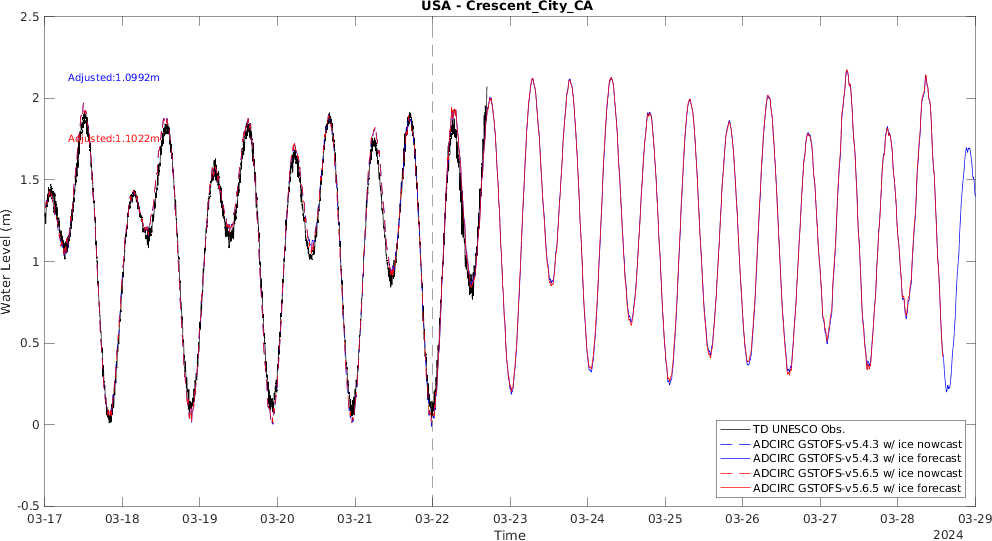 USA - Crescent_City_CA
2.5
2
1.5
1
0.5
0
-0.5
Water Level (m)
Adjusted:1.0992m
Adjusted:1.1022m
TD UNESCO Obs.
ADCIRC GSTOFS-v5.4.3 w/ ice nowcast
ADCIRC GSTOFS-v5.4.3 w/ ice forecast
ADCIRC GSTOFS-v5.6.5 w/ ice nowcast
ADCIRC GSTOFS-v5.6.5 w/ ice forecast
03-17 03-18 03-19 03-20 03-21 03-22 03-23 03-24 03-25 03-26 03-27 03-28 03-29
Time
2024